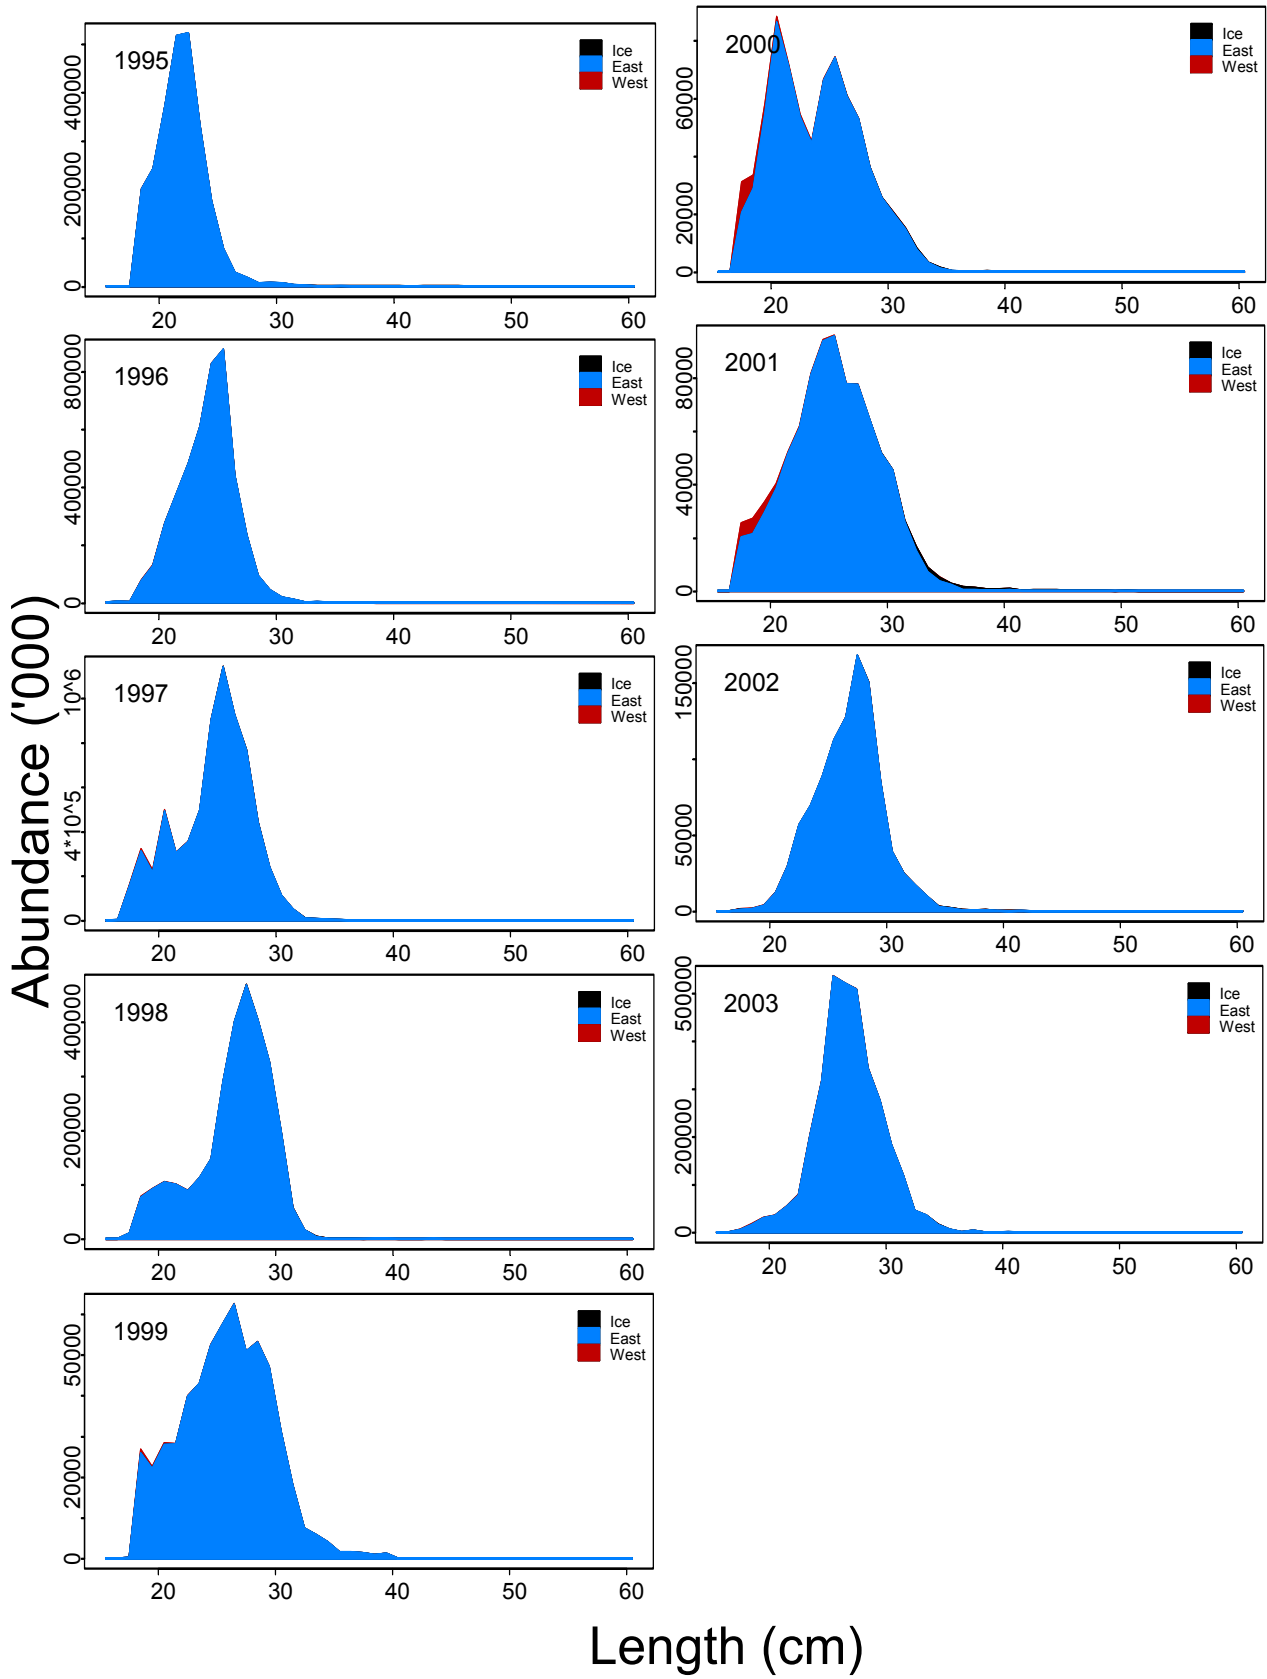 Abundance ('000)
1995
Ice
East
West
0 200000 400000
20 30 40 50 60
1996
Ice
East
West
0 400000 800000
20 30 40 50 60
1997
Ice
East
West
0 4*10^5 10^6
20 30 40 50 60
1998
Ice
East
West
0 200000 400000
20 30 40 50 60
1999
Ice
East
West
0 20000 50000
20 30 40 50 60
2000
Ice
East
West
0 20000 60000
20 30 40 50 60
2001
Ice
East
West
0 40000 80000
20 30 40 50 60
2002
Ice
East
West
0 50000 150000
20 30 40 50 60
2003
Ice
East
West
0 200000 500000
20 30 40 50 60
Length (cm)